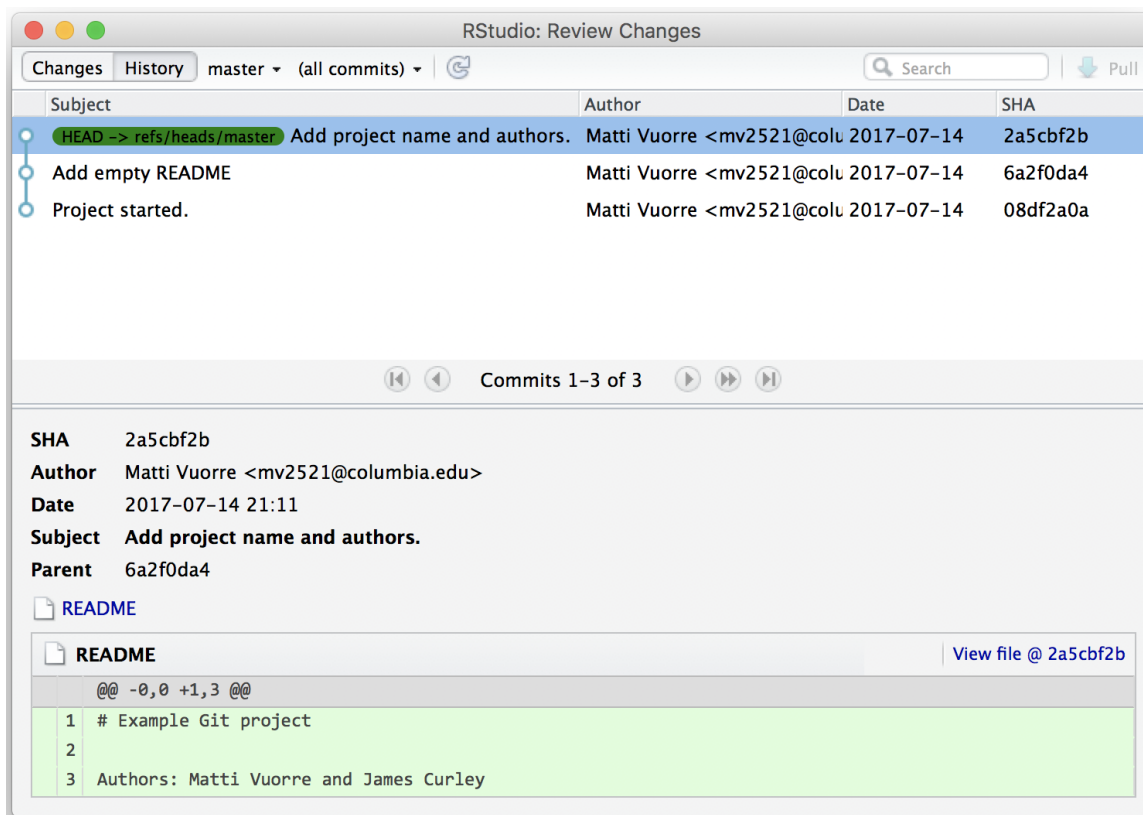 RStudio: Review Changes
Changes History master (all commits) Search Pull
Subject Author Date SHA
HEAD -> refs/heads/master Add project name and authors. Matti Vuorre <mv2521@colu 2017-07-14 2a5cbf2b
Add empty README Matti Vuorre <mv2521@colu 2017-07-14 6a2f0da4
Project started. Matti Vuorre <mv2521@colu 2017-07-14 08df2a0a
Commits 1-3 of 3
SHA 2a5cbf2b
Author Matti Vuorre <mv2521@columbia.edu>
Date 2017-07-14 21:11
Subject Add project name and authors.
Parent 6a2f0da4
README
README View file @ 2a5cbf2b
@@ -0,0 +1,3 @@
1 # Example Git project
2
3 Authors: Matti Vuorre and James Curley